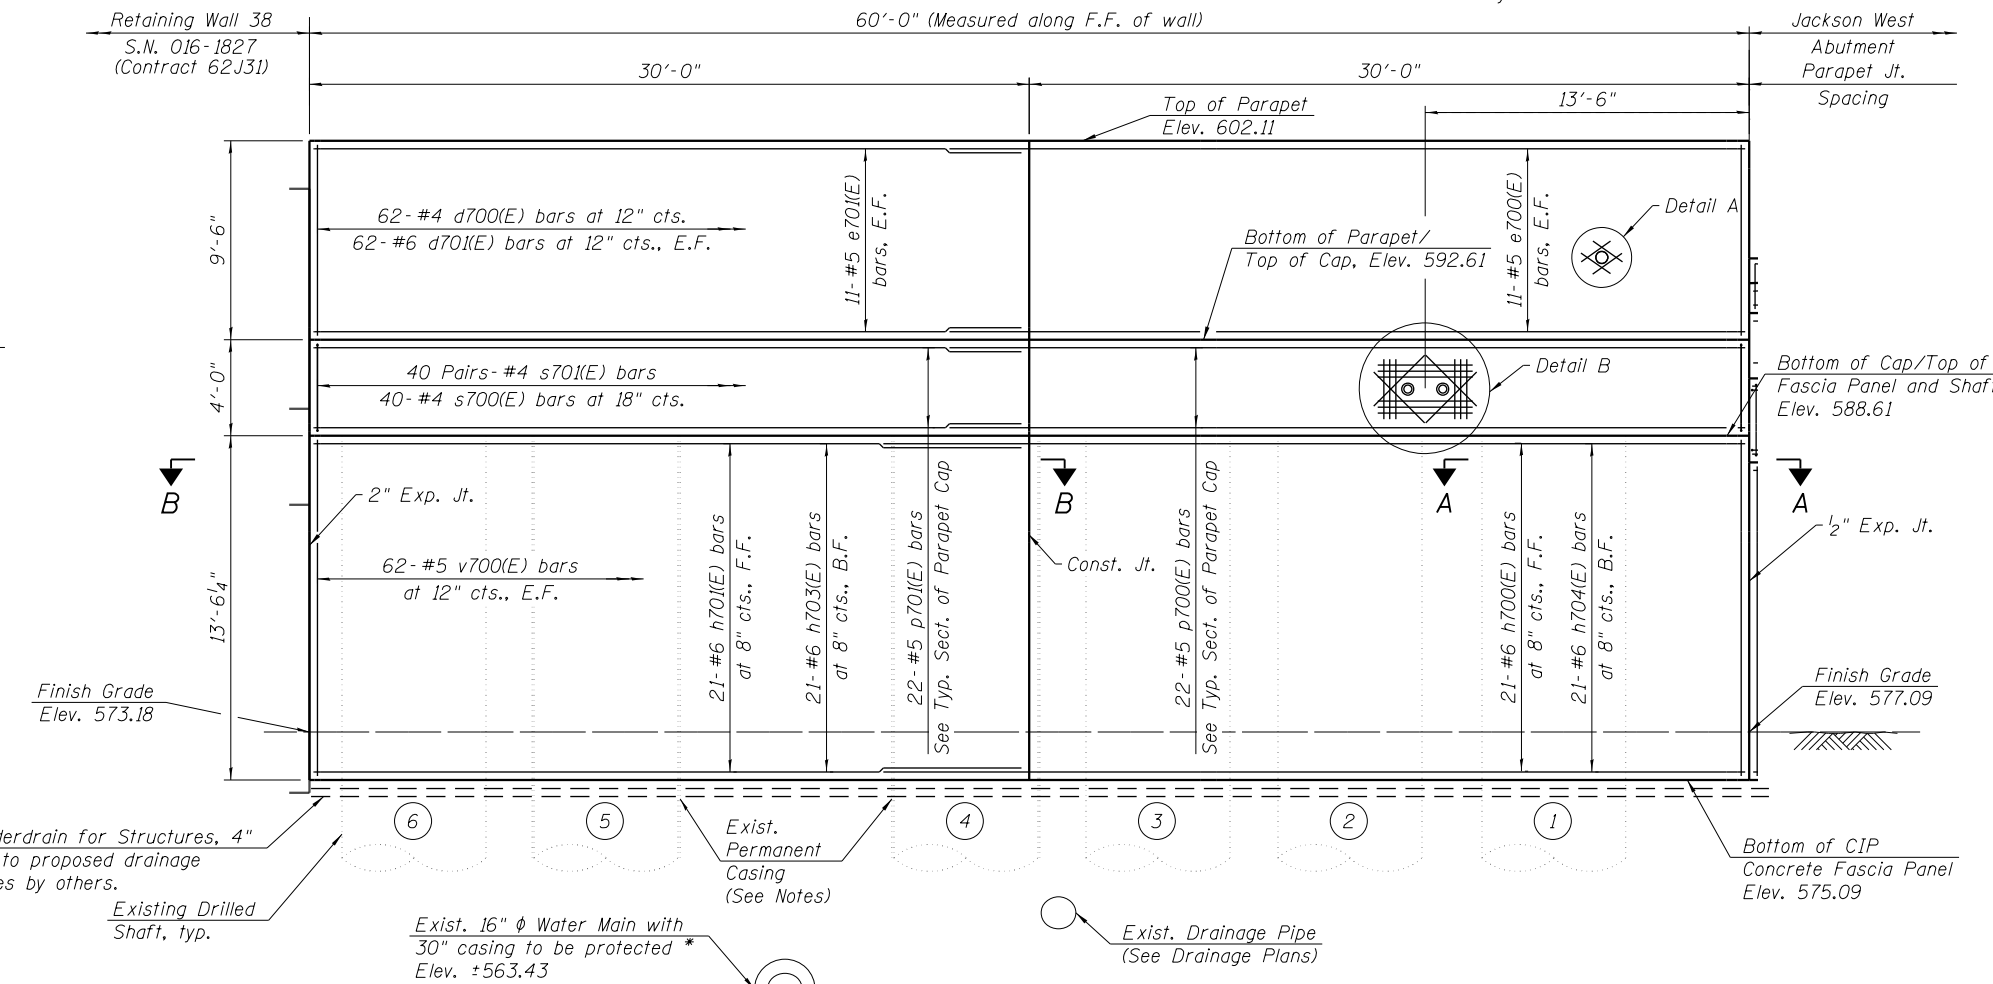 Retaining Wall 38
S.N. 016-1827
(Contract 62J31)
60'-0" (Measured along F.F. of wall)
Jackson West
Abutment
Parapet Jt.
Spacing
30'-0"
30'-0"
13'-6"
Top of Parapet
Elev. 602.11
9'-6"
62-#4 d700(E) bars at 12" cts.
62-#6 d701(E) bars at 12" cts., E.F.
11-#5 e701(E)
bars, E.F.
Bottom of Parapet/
Top of Cap, Elev. 592.61
11-#5 e700(E)
bars, E.F.
Detail A
4'-0"
40 Pairs-#4 s701(E) bars
40-#4 s700(E) bars at 18" cts.
Detail B
Bottom of Cap/Top of
Fascia Panel and Shaft
Elev. 588.61
B
B
A
A
13'-6¼"
2" Exp. Jt.
62-#5 v700(E) bars
at 12" cts., E.F.
21-#6 h701(E) bars
at 8" cts., F.F.
21-#6 h703(E) bars
at 8" cts., B.F.
22-#5 p701(E) bars
See Typ. Sect. of Parapet Cap
Const. Jt.
22-#5 p700(E) bars
See Typ. Sect. of Parapet Cap
21-#6 h700(E) bars
at 8" cts., F.F.
21-#6 h704(E) bars
at 8" cts., B.F.
½" Exp. Jt.
Finish Grade
Elev. 573.18
Finish Grade
Elev. 577.09
6
5
4
3
2
1
derdrain for Structures, 4"
to proposed drainage
es by others.
Existing Drilled
Shaft, typ.
Exist.
Permanent
Casing
(See Notes)
Bottom of CIP
Concrete Fascia Panel
Elev. 575.09
Exist. 16" ϕ Water Main with
30" casing to be protected *
Elev. ±563.43
Exist. Drainage Pipe
(See Drainage Plans)